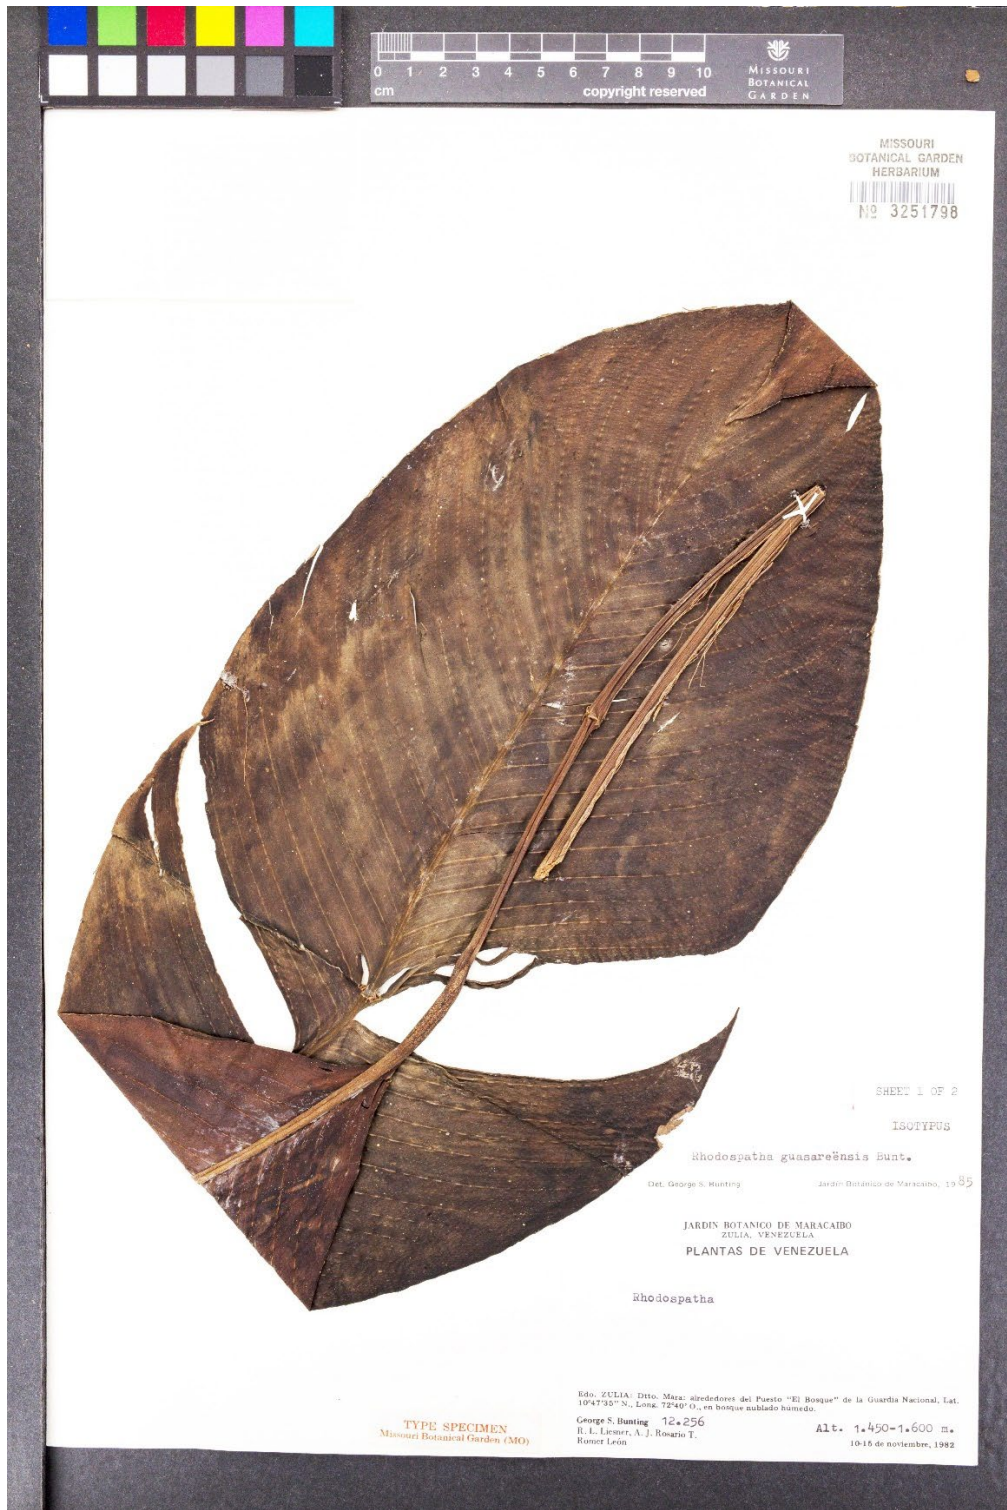 0 1 2 3 4 5 6 7 8 9 10
cm copyright reserved
MISSOURI
BOTANICAL
GARDEN
MISSOURI
BOTANICAL GARDEN
HERBARIUM
Nº 3251798
SHEET 1 OF 2
ISOTYPUS
Rhodospatha guasareënsis Bunt.
Det. George S. Bunting Jardín Botánico de Maracaibo, 1985
JARDIN BOTANICO DE MARACAIBO
ZULIA, VENEZUELA
PLANTAS DE VENEZUELA
Rhodospatha
Edo. ZULIA: Dtto. Mara: alrededores del Puesto "El Bosque" de la Guardia Nacional, Lat.
10°47'35" N., Long. 72°40' O., en bosque nublado húmedo.
George S. Bunting 12.256
R. L. Liesner, A. J. Rosario T.
Romer León
Alt. 1.450-1.600 m.
10-15 de noviembre, 1982
TYPE SPECIMEN
Missouri Botanical Garden (MO)